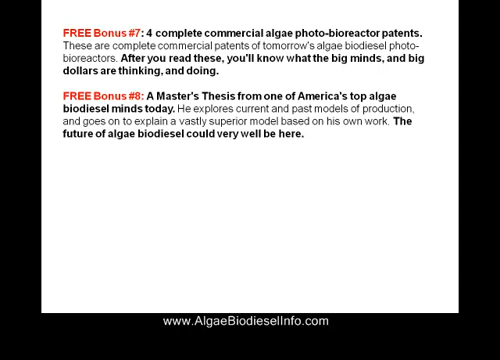 FREE Bonus #7: 4 complete commercial algae photo-bioreactor patents.
These are complete commercial patents of tomorrow's algae biodiesel photo-
bioreactors. After you read these, you'll know what the big minds, and big
dollars are thinking, and doing.
FREE Bonus #8: A Master's Thesis from one of America's top algae
biodiesel minds today. He explores current and past models of production,
and goes on to explain a vastly superior model based on his own work. The
future of algae biodiesel could very well be here.
www.AlgaeBiodieselInfo.com